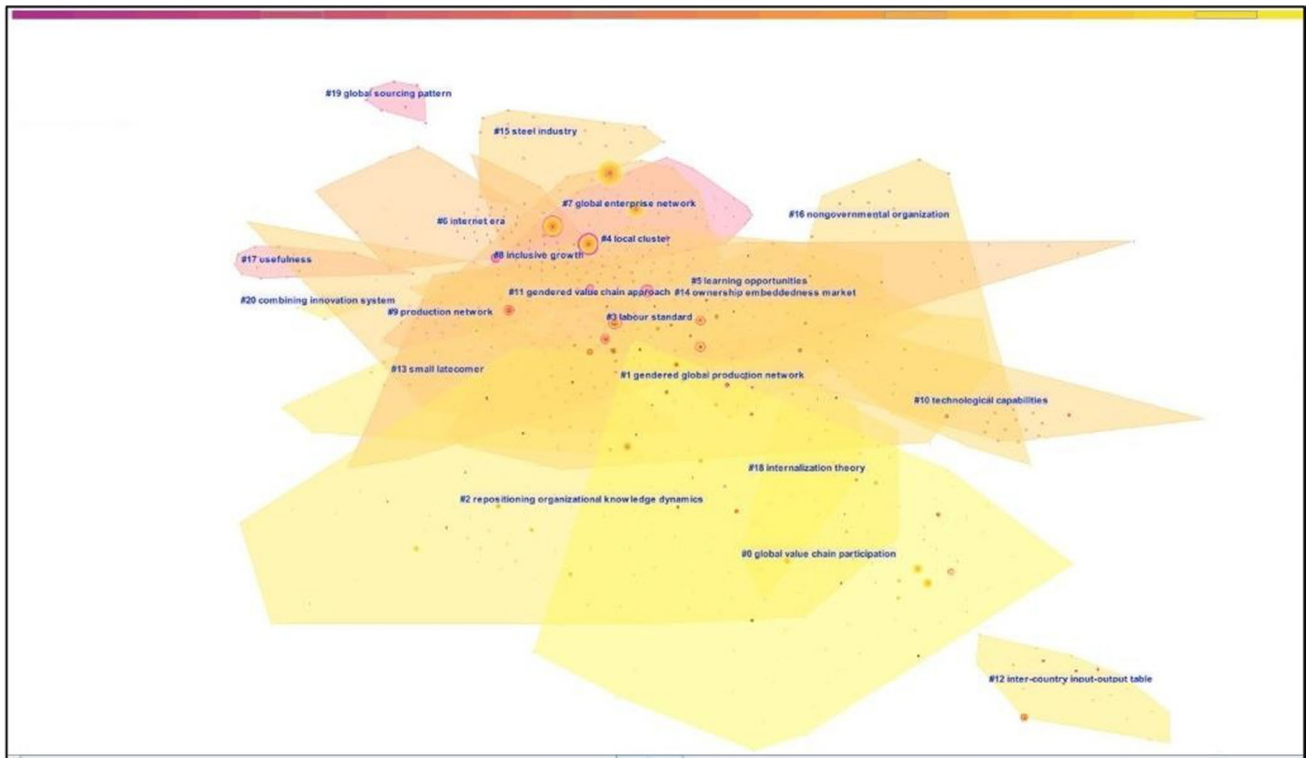 #19 global sourcing pattern
#15 steel industry
#7 global enterprise network
#16 nongovernmental organization
#6 internet era
#4 local cluster
#8 inclusive growth
#17 usefulness
#5 learning opportunities
#11 gendered value chain approach
#14 ownership embeddedness market
#20 combining innovation system
#9 production network
#3 labour standard
#13 small latecomer
#1 gendered global production network
#10 technological capabilities
#18 internalization theory
#2 repositioning organizational knowledge dynamics
#0 global value chain participation
#12 inter-country input-output table